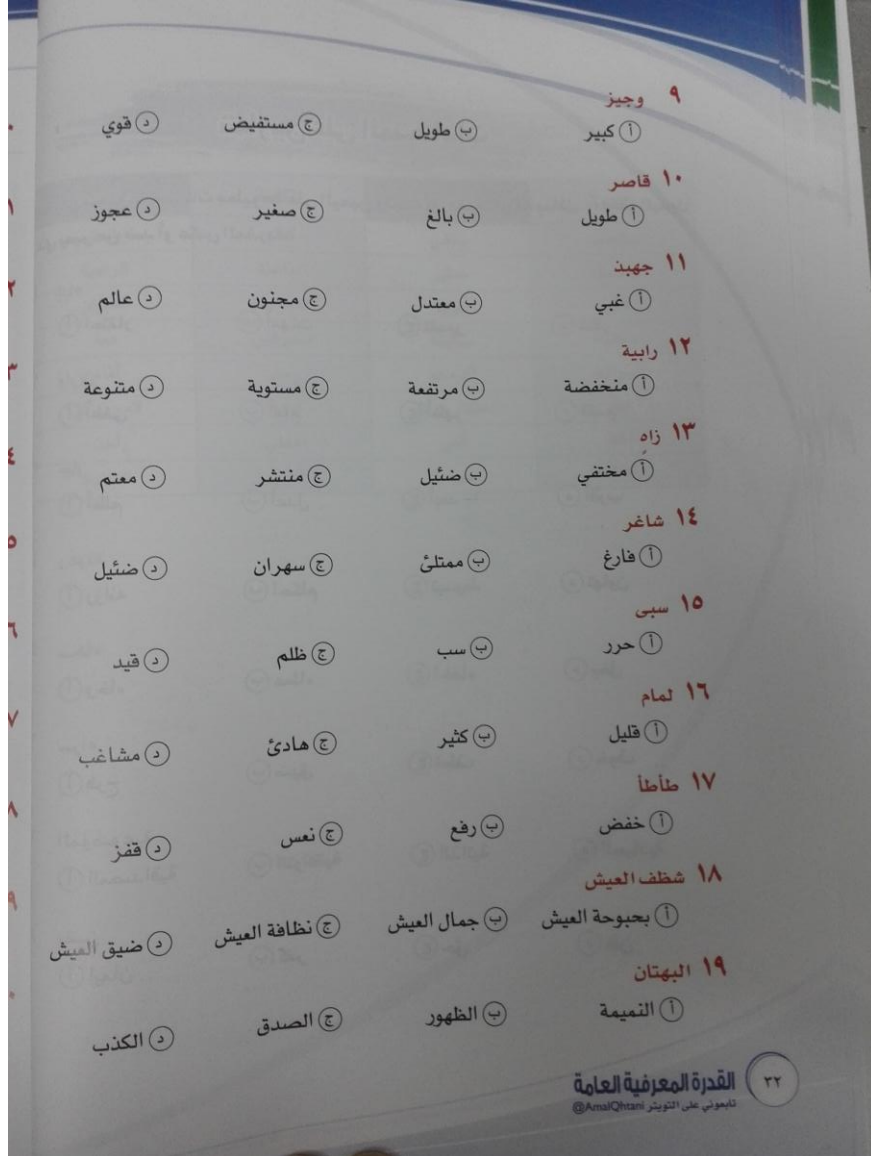 ٩ وجيز
أ كبير ب طويل ج مستفيض د قوي
١٠ قاصر
أ طويل ب بالغ ج صغير د عجوز
١١ جهبذ
أ غبي ب معتدل ج مجنون د عالم
١٢ رابية
أ منخفضة ب مرتفعة ج مستوية د متنوعة
١٣ زاهٍ
أ مختفي ب ضئيل ج منتشر د معتم
١٤ شاغر
أ فارغ ب ممتلئ ج سهران د ضئيل
١٥ سبى
أ حرر ب سب ج ظلم د قيد
١٦ لمام
أ قليل ب كثير ج هادئ د مشاغب
١٧ طأطأ
أ خفض ب رفع ج نعس د قفز
١٨ شظف العيش
أ بحبوحة العيش ب جمال العيش ج نظافة العيش د ضيق العيش
١٩ البهتان
أ النميمة ب الظهور ج الصدق د الكذب
٣٢ القدرة المعرفية العامة
تابعوني على التويتر @AmalQhtani